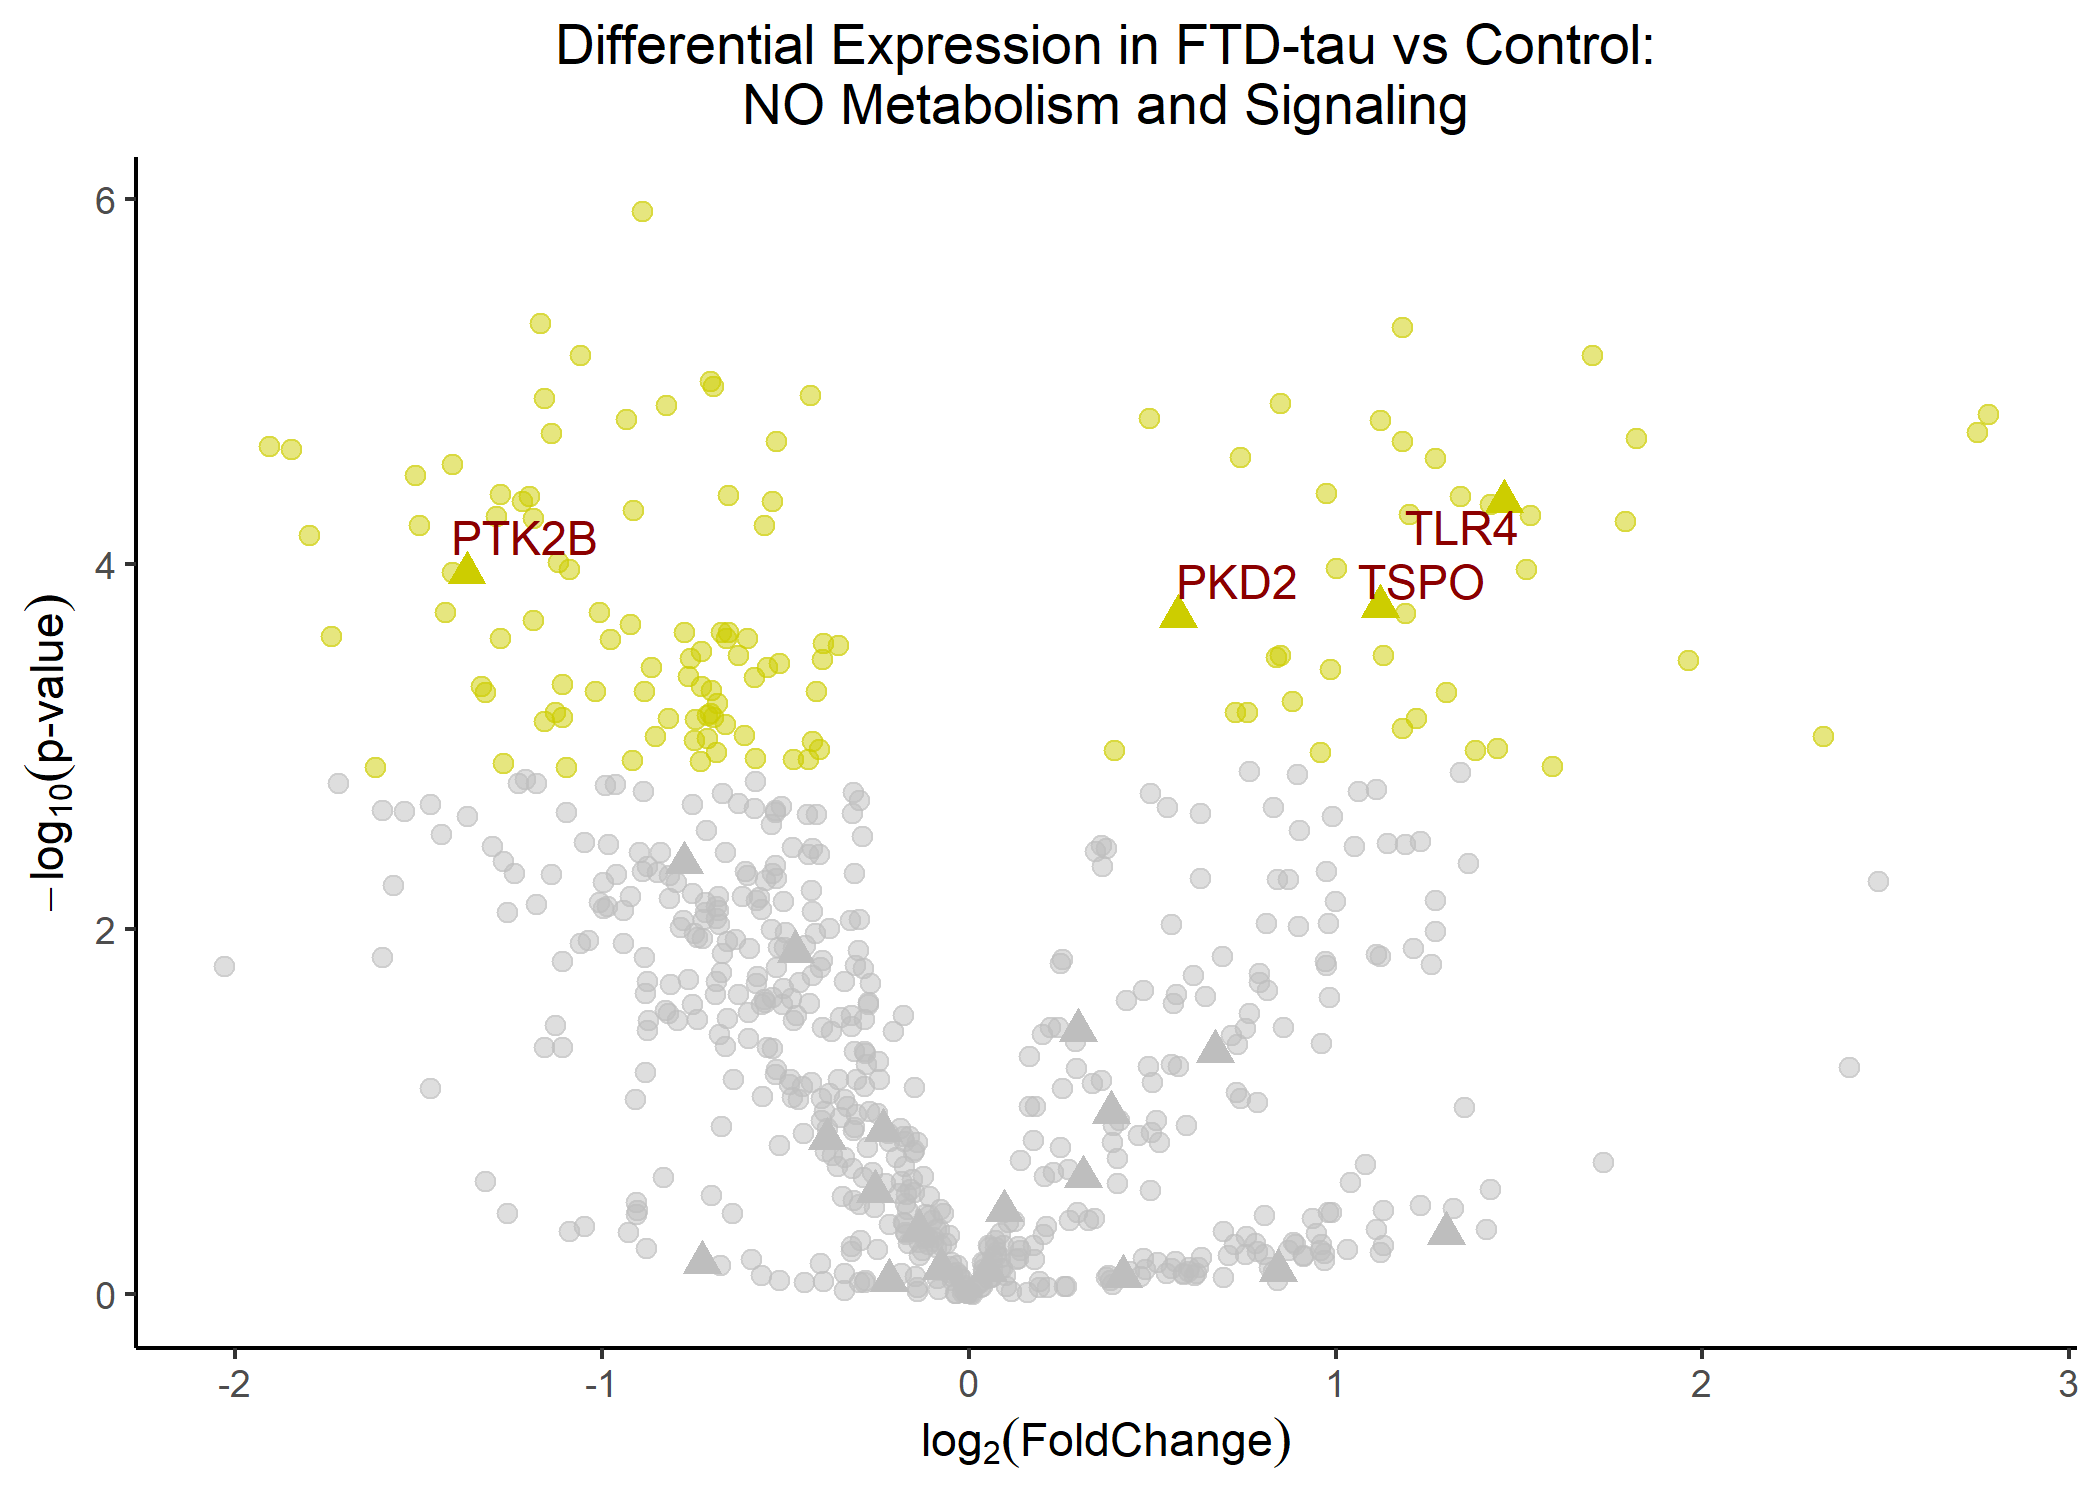 Differential Expression in FTD-tau vs Control:
NO Metabolism and Signaling
6
4
2
0
−log₁₀(p-value)
PTK2B
TLR4
PKD2
TSPO
-2
-1
0
1
2
3
log₂(FoldChange)